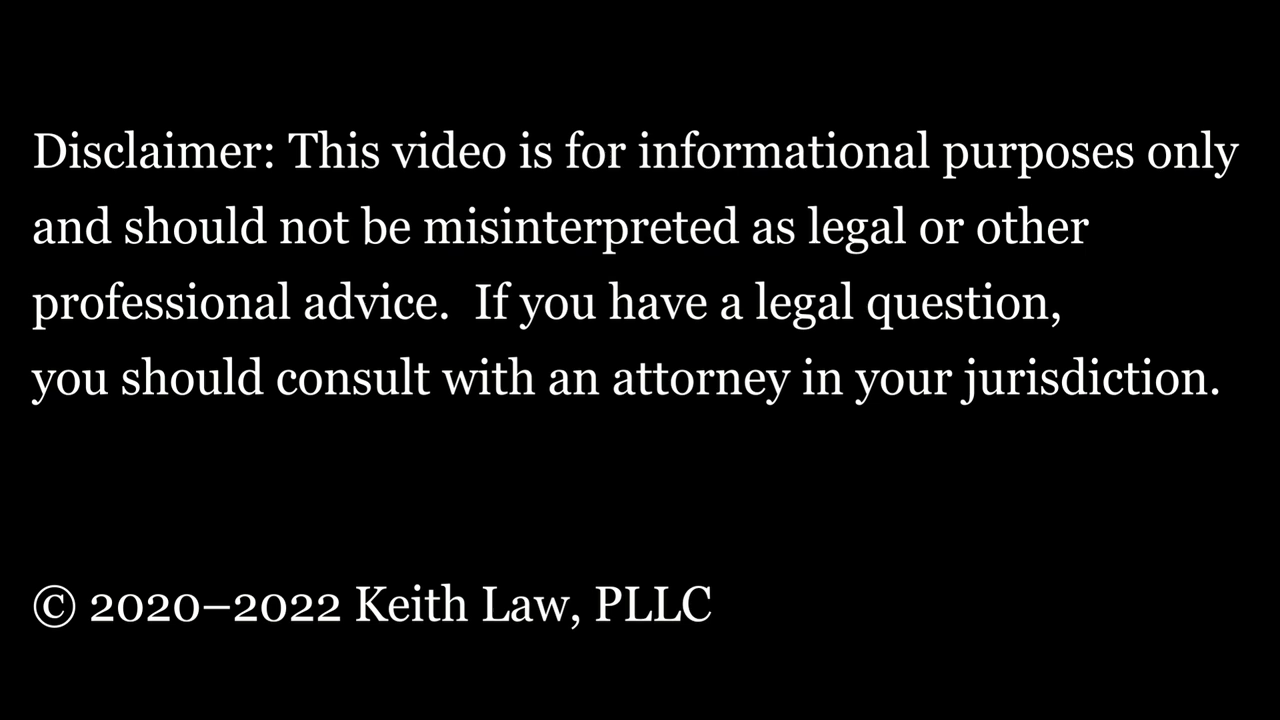 Disclaimer: This video is for informational purposes only
and should not be misinterpreted as legal or other
professional advice.  If you have a legal question,
you should consult with an attorney in your jurisdiction.
© 2020–2022 Keith Law, PLLC